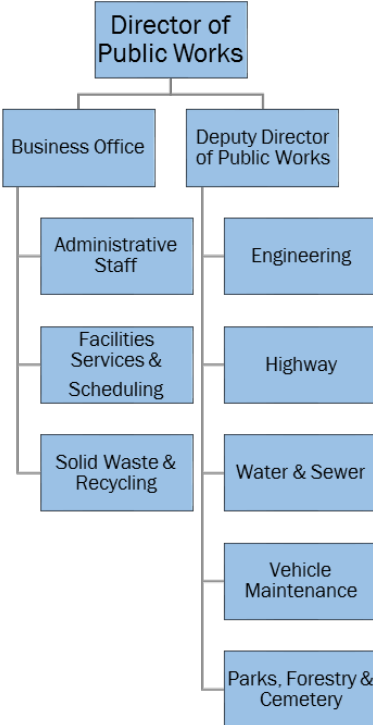 Director of
Public Works
Business Office
Deputy Director
of Public Works
Administrative
Staff
Engineering
Facilities
Services &
Scheduling
Highway
Solid Waste &
Recycling
Water & Sewer
Vehicle
Maintenance
Parks, Forestry &
Cemetery